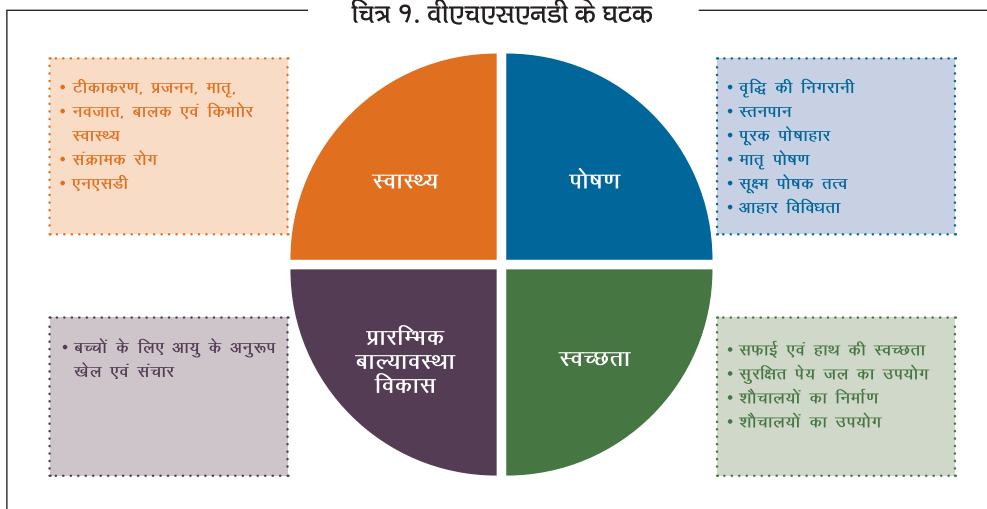 चित्र १. वीएचएसएनडी के घटक
• टीकाकरण, प्रजनन, मातृ,
• नवजात, बालक एवं किभाोर
स्वास्थ्य
• संक्रामक रोग
• एनएसडी
स्वास्थ्य
पोषण
• वृद्धि की निगरानी
• स्तनपान
• पूरक पोषाहार
• मातृ पोषण
• सूक्ष्म पोषक तत्व
• आहार विविधता
• बच्चों के लिए आयु के अनुरूप
खेल एवं संचार
प्रारम्भिक
बाल्यावस्था
विकास
स्वच्छता
• सफाई एवं हाथ की स्वच्छता
• सुरक्षित पेय जल का उपयोग
• शौचालयों का निर्माण
• शौचालयों का उपयोग